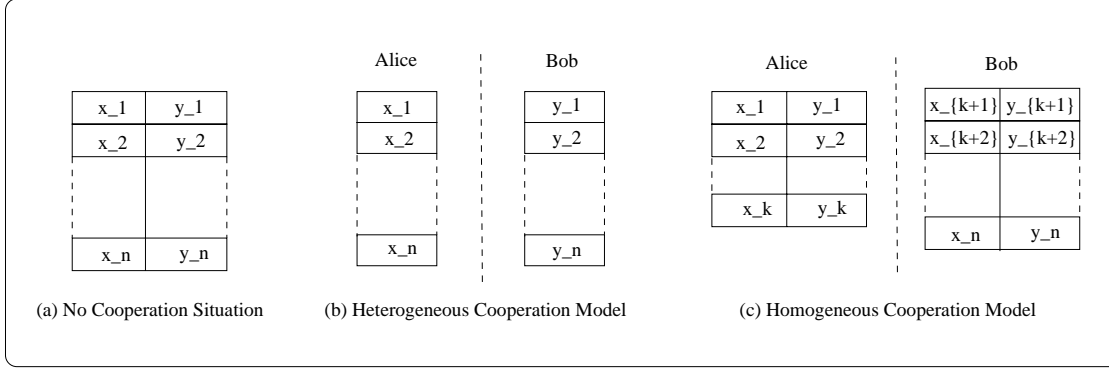 Alice Bob
Alice Bob
x_1 y_1
x_2 y_2
x_n y_n
x_1 y_1
x_2 y_2
x_n y_n
x_1 y_1 x_{k+1} y_{k+1}
x_2 y_2 x_{k+2} y_{k+2}
x_k y_k
x_n y_n
(a) No Cooperation Situation
(b) Heterogeneous Cooperation Model
(c) Homogeneous Cooperation Model